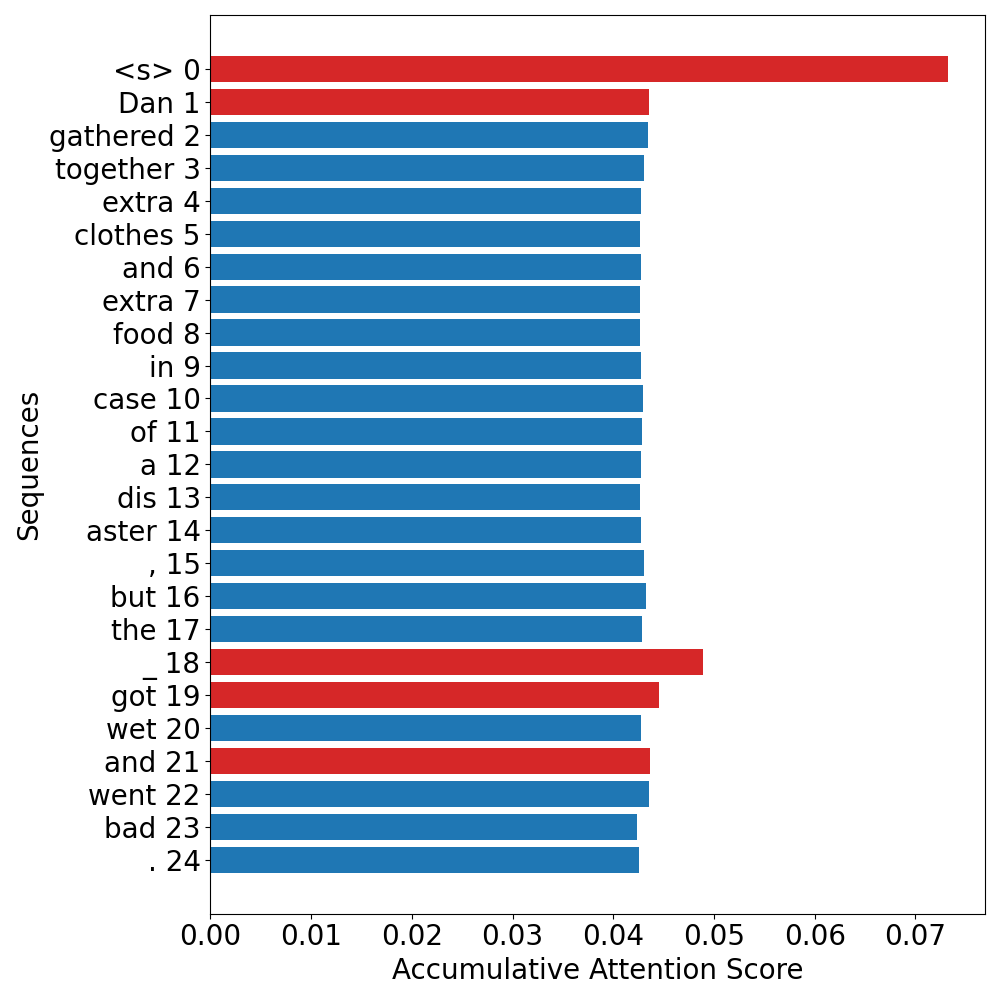 <s> 0
Dan 1
gathered 2
together 3
extra 4
clothes 5
and 6
extra 7
food 8
in 9
case 10
of 11
a 12
dis 13
aster 14
, 15
but 16
the 17
_ 18
got 19
wet 20
and 21
went 22
bad 23
. 24
Sequences
0.00 0.01 0.02 0.03 0.04 0.05 0.06 0.07
Accumulative Attention Score